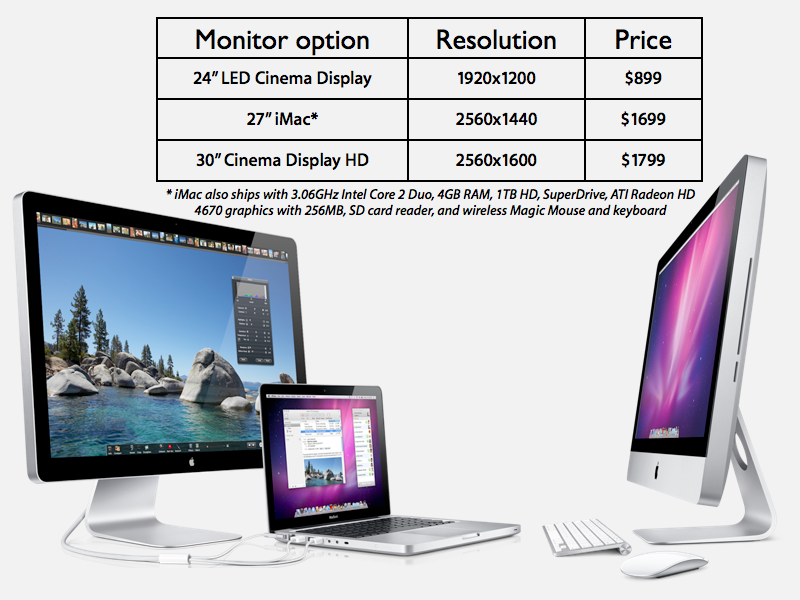 Monitor option Resolution Price
24” LED Cinema Display 1920x1200 $899
27” iMac* 2560x1440 $1699
30” Cinema Display HD 2560x1600 $1799
* iMac also ships with 3.06GHz Intel Core 2 Duo, 4GB RAM, 1TB HD, SuperDrive, ATI Radeon HD
4670 graphics with 256MB, SD card reader, and wireless Magic Mouse and keyboard